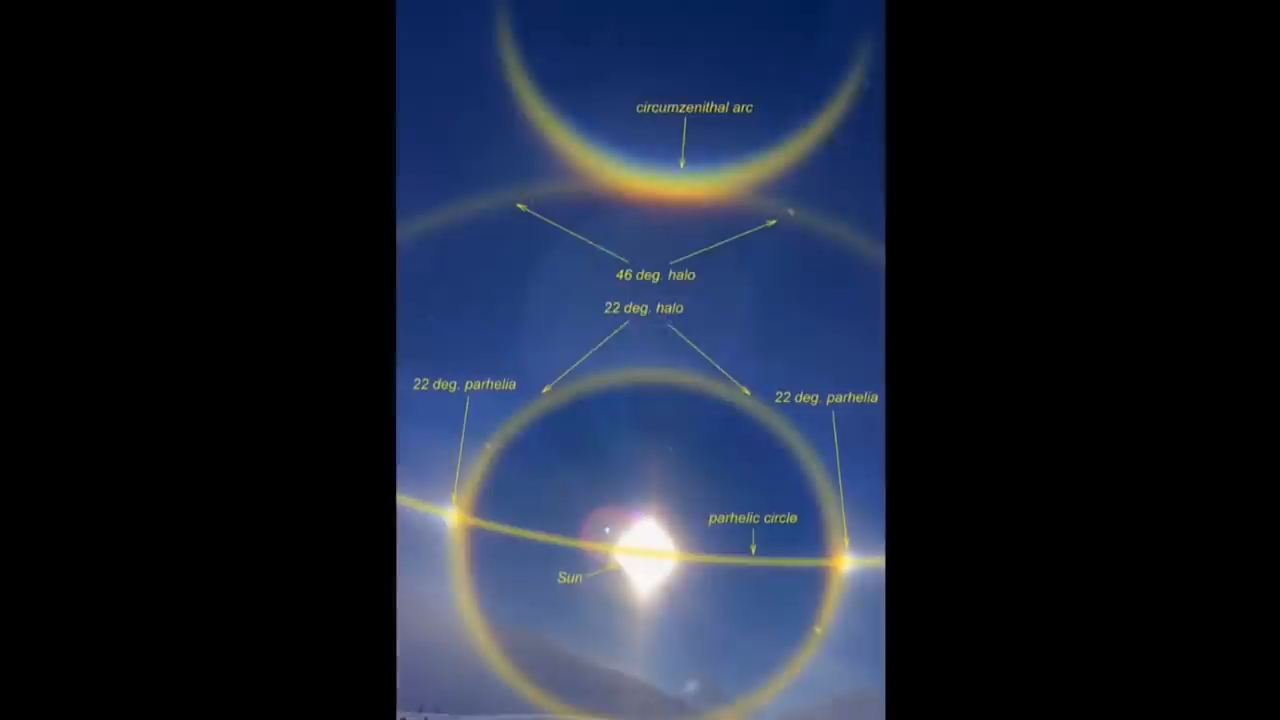 circumzenithal arc
46 deg. halo
22 deg. halo
22 deg. parhelia
22 deg. parhelia
parhelic circle
Sun